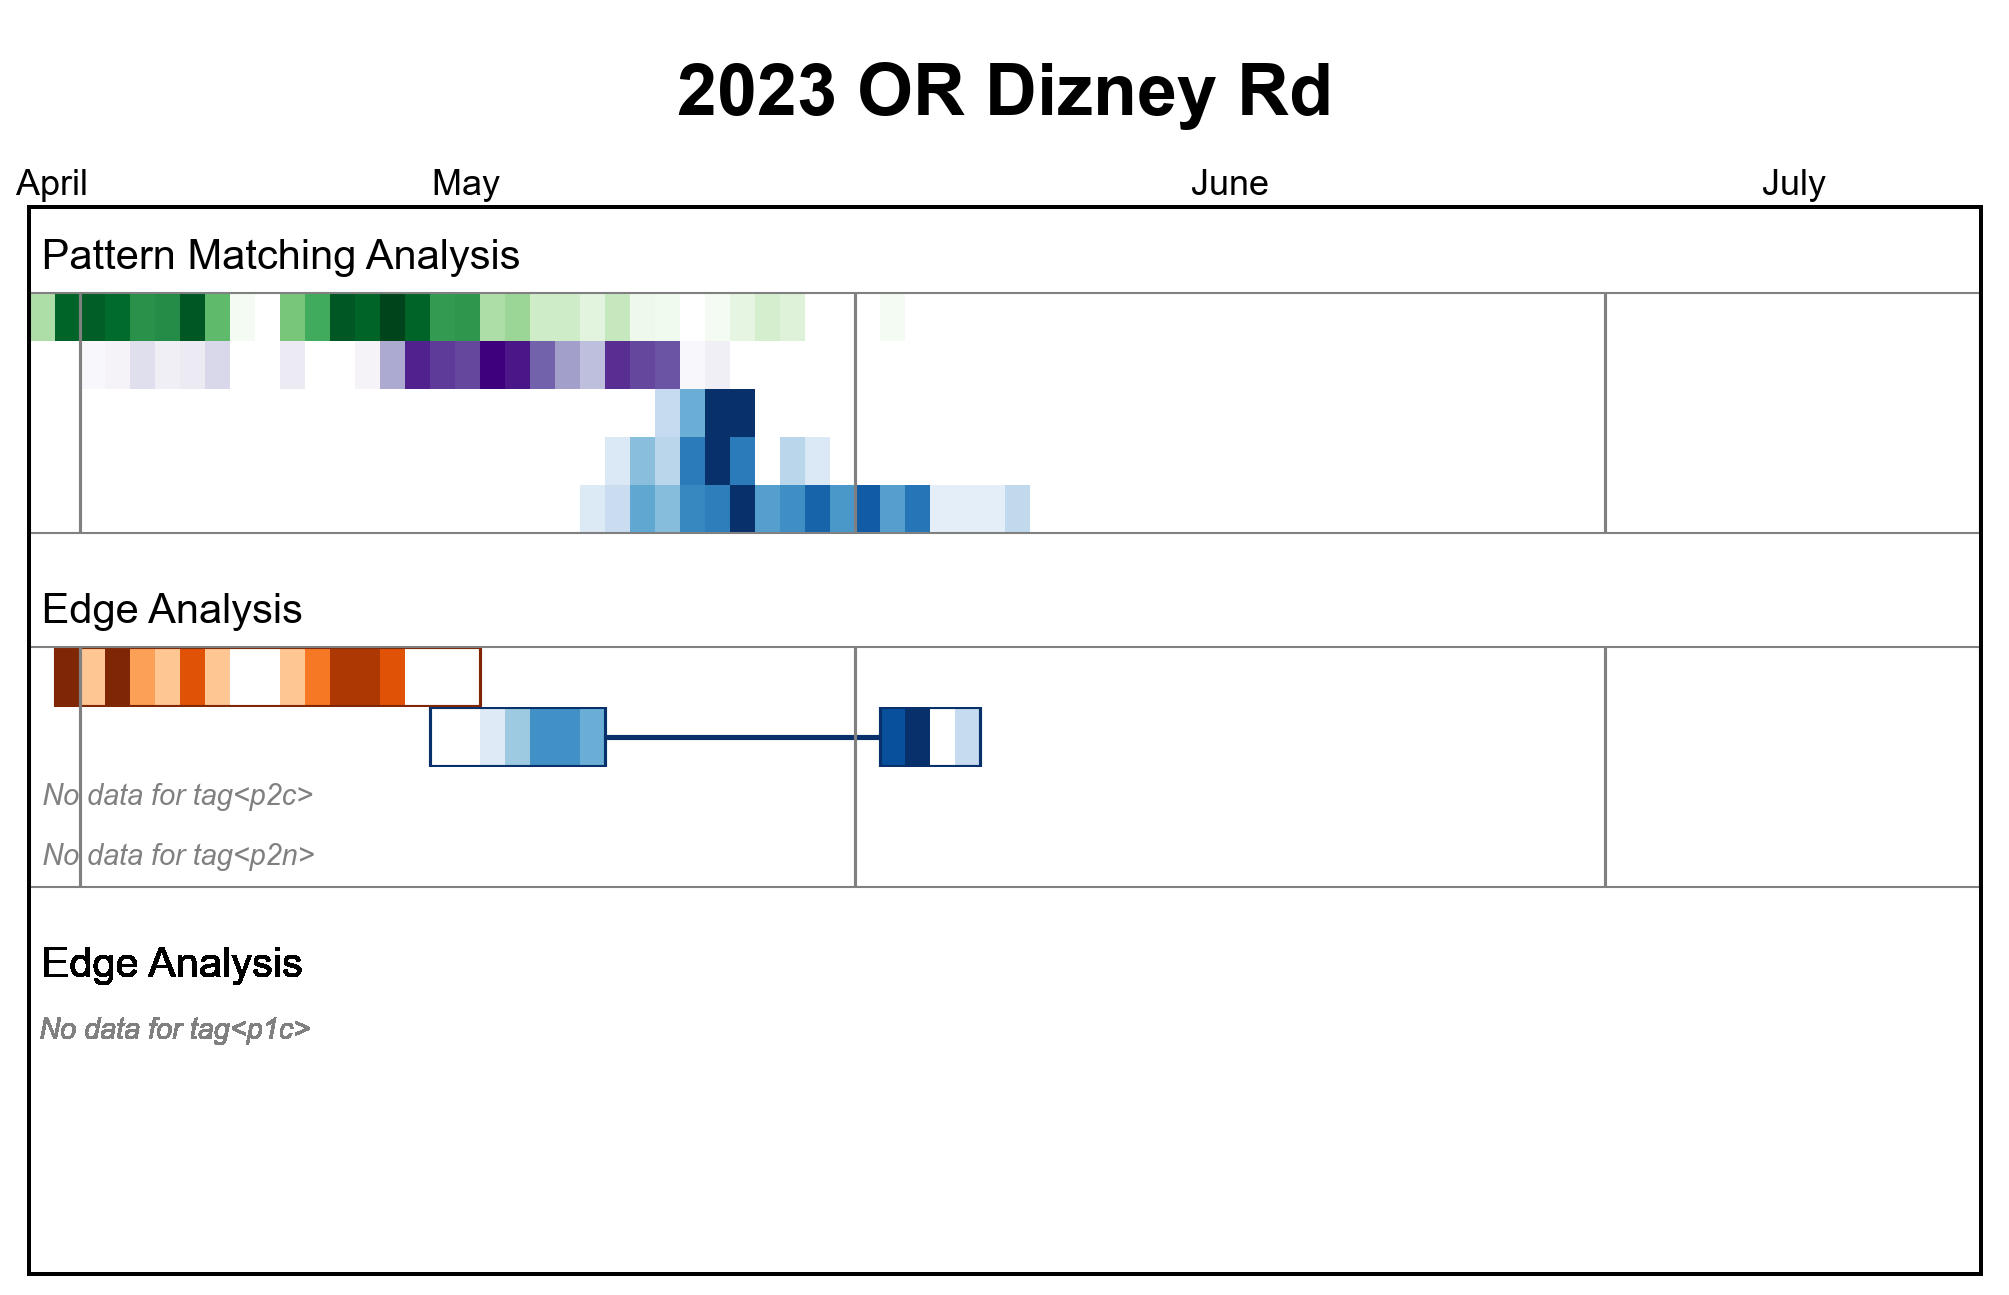 2023 OR Dizney Rd
April May June July
Pattern Matching Analysis
Edge Analysis
No data for tag<p2c>
No data for tag<p2n>
Edge Analysis
No data for tag<p1c>